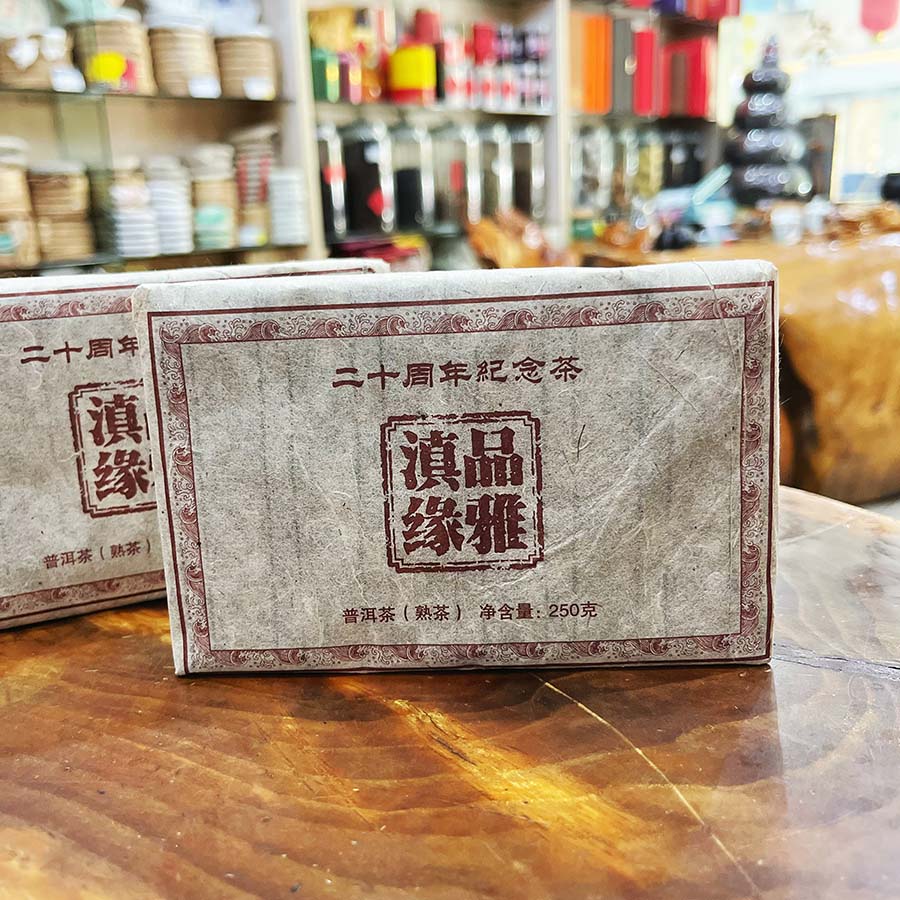 二十周年紀念茶
品雅
滇缘
普洱茶（熟茶） 净含量: 250克
二十周年
滇
缘
普洱茶（熟茶）